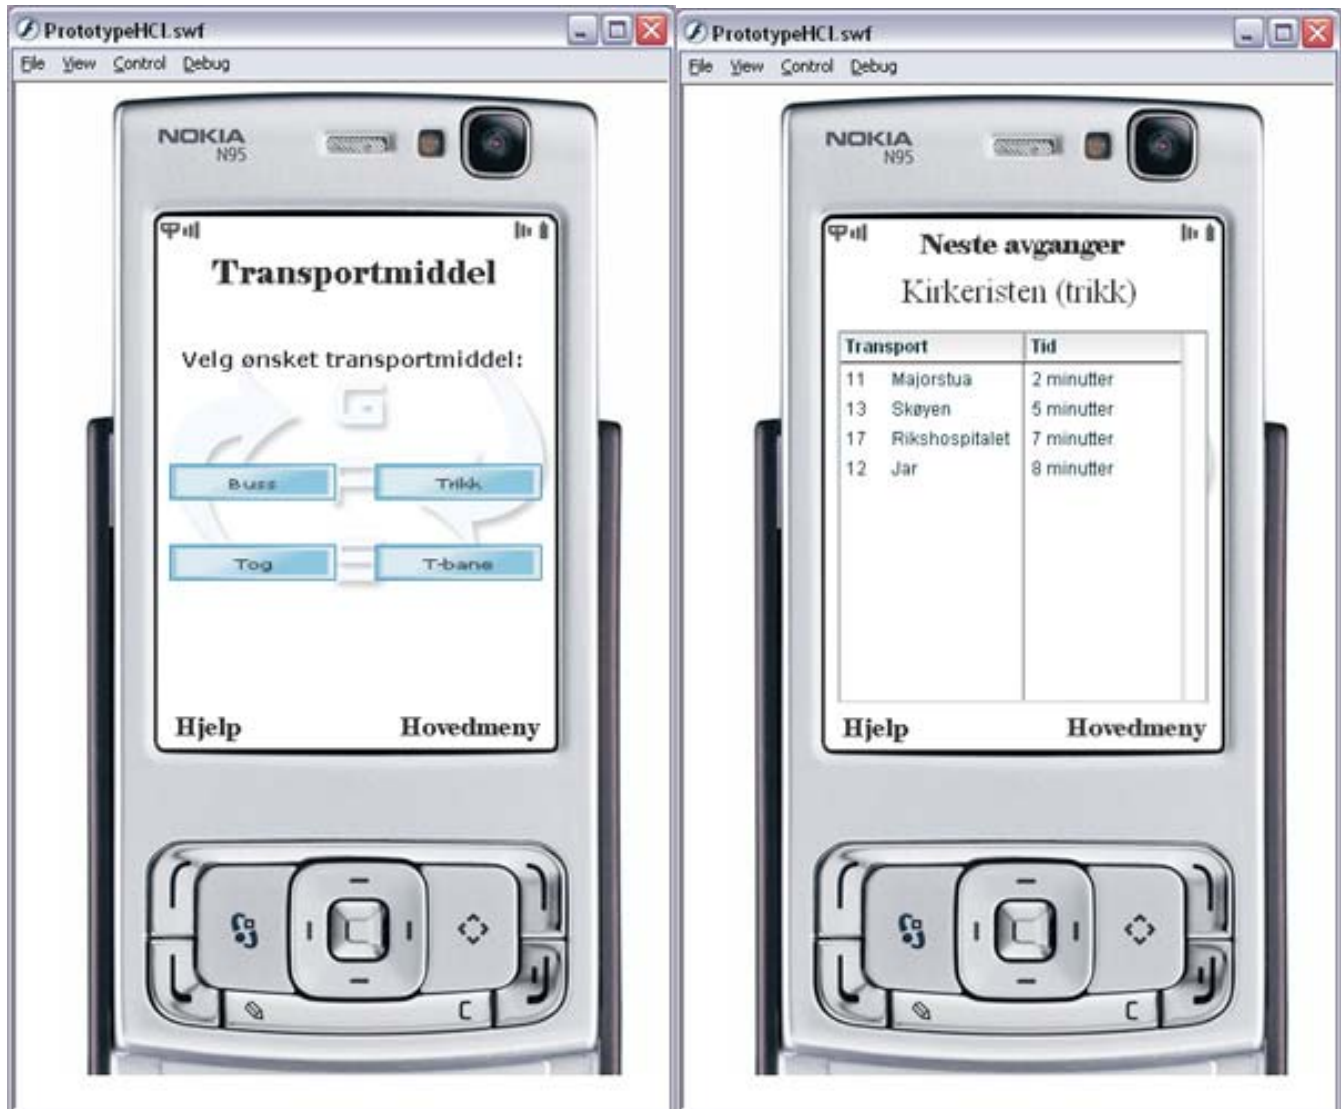 PrototypeHCI.swf
File View Control Debug
NOKIA
N95
Transportmiddel
Velg ønsket transportmiddel:
Buss Trikk
Tog T-bane
Hjelp Hovedmeny
PrototypeHCI.swf
File View Control Debug
NOKIA
N95
Neste avganger
Kirkeristen (trikk)
Transport Tid
11 Majorstua 2 minutter
13 Skøyen 5 minutter
17 Rikshospitalet 7 minutter
12 Jar 8 minutter
Hjelp Hovedmeny